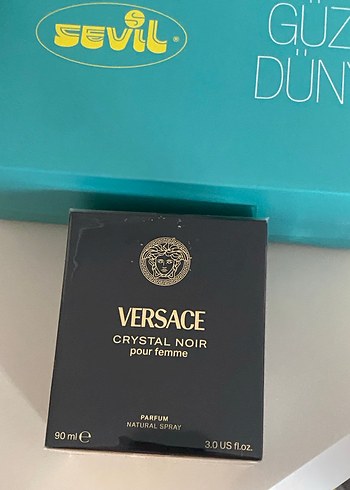 SEVİL®
GÜZ
DÜNY
VERSACE
CRYSTAL NOIR
pour femme
PARFUM
NATURAL SPRAY
90 ml ℮
3.0 US fl.oz.